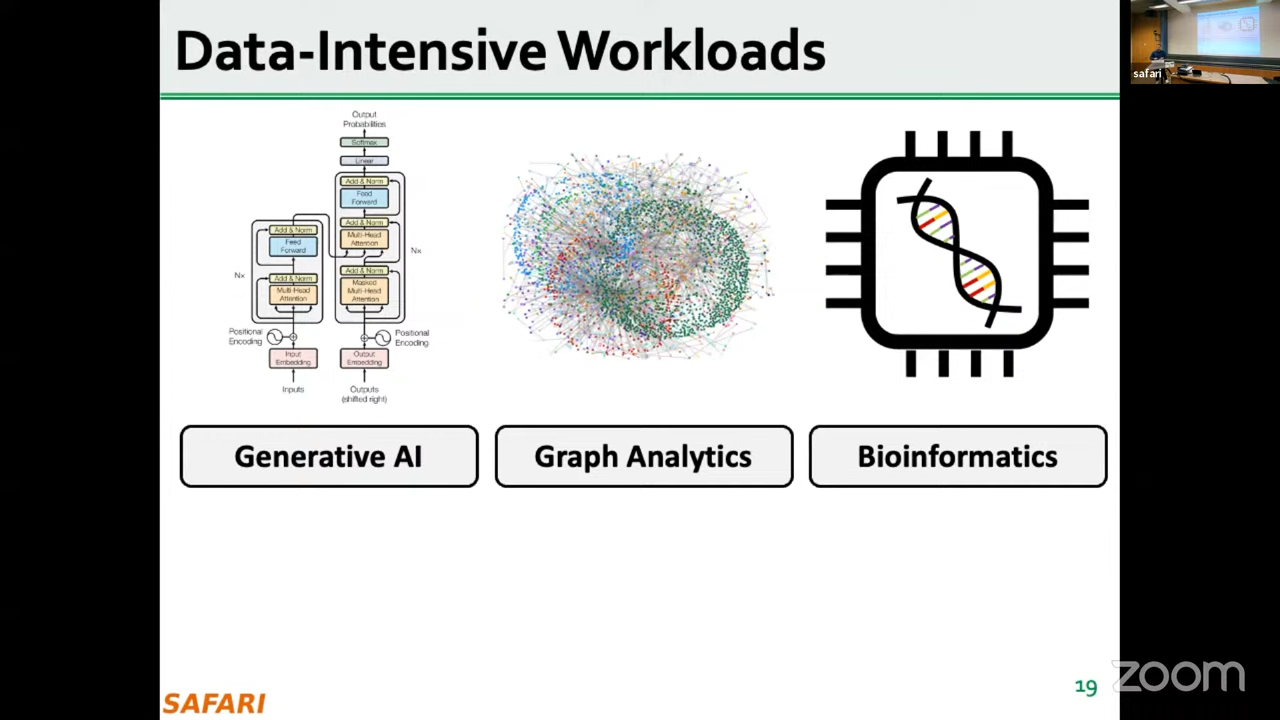 Data-Intensive Workloads
safari
Output
Probabilities
Softmax
Linear
Add & Norm
Feed
Forward
Add & Norm
Multi-Head
Attention
Add & Norm
Masked
Multi-Head
Attention
Nx
Positional
Encoding
Output
Embedding
Outputs
(shifted right)
Add & Norm
Feed
Forward
Nx
Add & Norm
Multi-Head
Attention
Positional
Encoding
Input
Embedding
Inputs
Generative AI
Graph Analytics
Bioinformatics
SAFARI
19
zoom